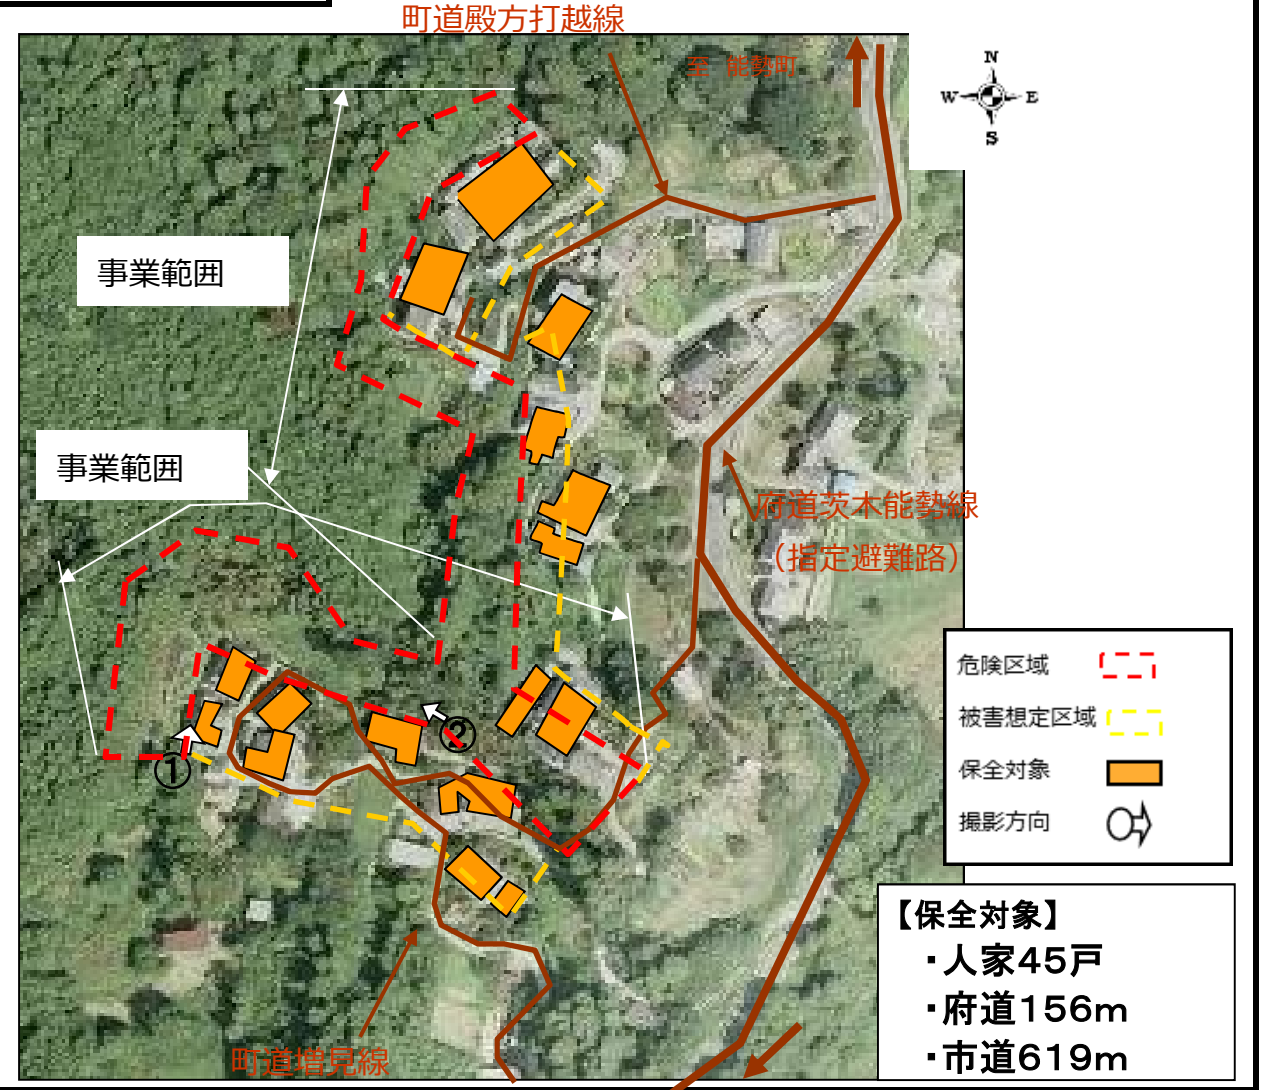 町道殿方打越線
至 能勢町
N
W E
S
事業範囲
事業範囲
府道茨木能勢線
（指定避難路）
危険区域
被害想定区域
保全対象
撮影方向
②
①
【保全対象】
・人家45戸
・府道156m
・市道619m
町道増見線